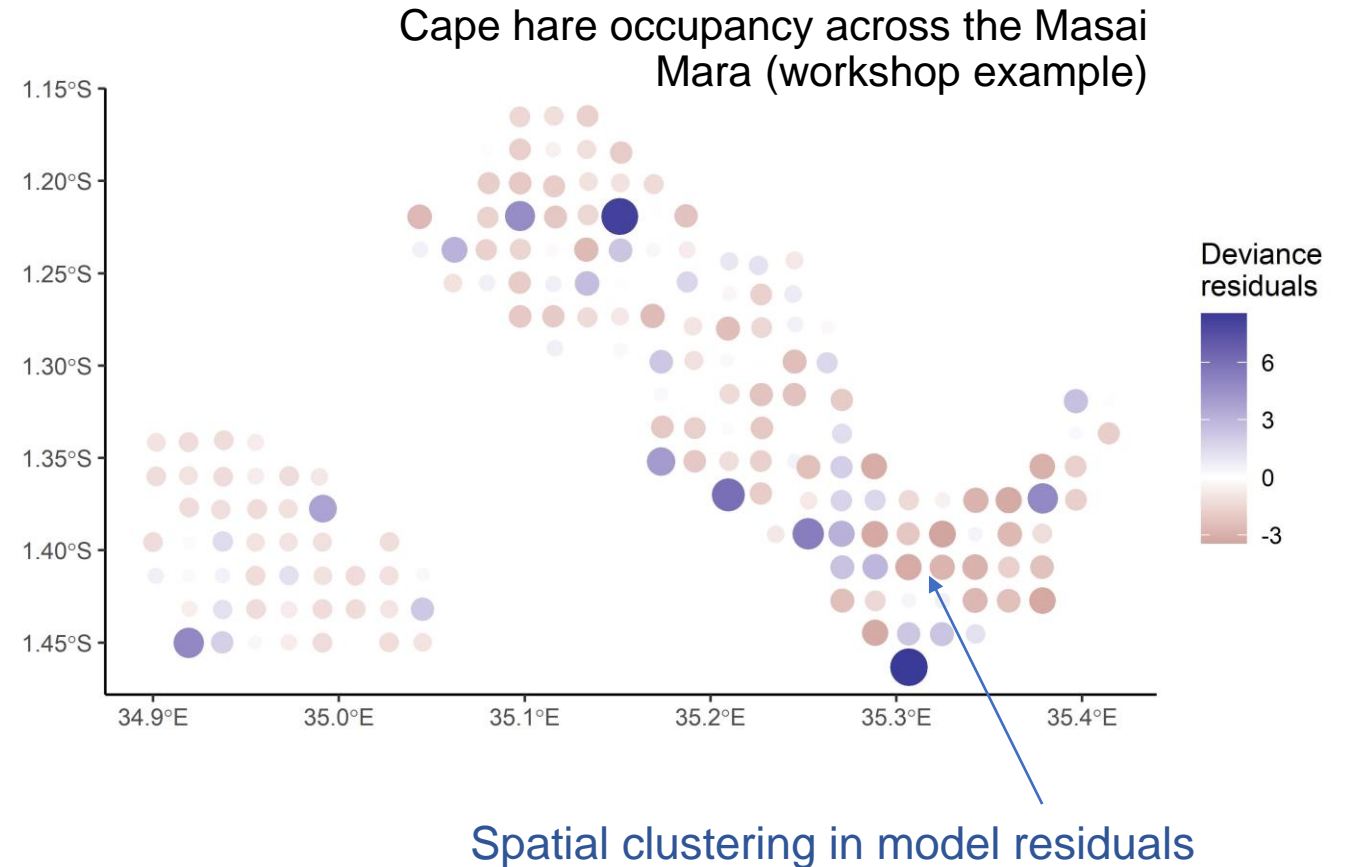 Cape hare occupancy across the Masai
Mara (workshop example)
1.15°S
1.20°S
1.25°S
1.30°S
1.35°S
1.40°S
1.45°S
34.9°E 35.0°E 35.1°E 35.2°E 35.3°E 35.4°E
Deviance
residuals
6
3
0
-3
Spatial clustering in model residuals